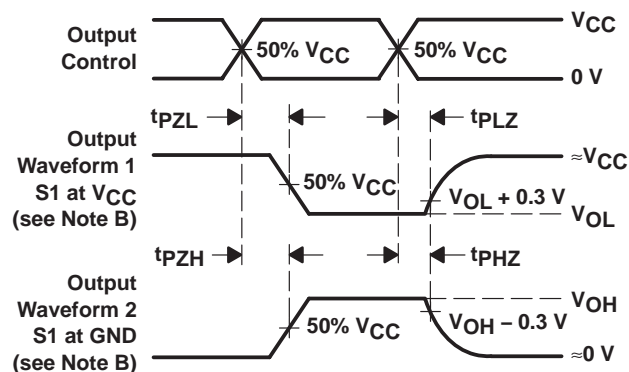 Output
Control
50% VCC
50% VCC
VCC
0 V
tPZL
tPLZ
Output
Waveform 1
S1 at VCC
(see Note B)
50% VCC
≈VCC
VOL + 0.3 V
VOL
tPZH
tPHZ
Output
Waveform 2
S1 at GND
(see Note B)
50% VCC
VOH
VOH − 0.3 V
≈0 V